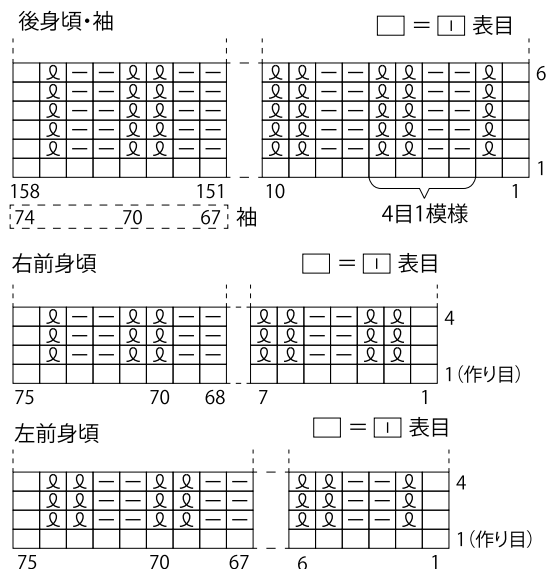 後身頃・袖 □ = ｜ 表目
6
1
158 151 10 1
74 70 67 袖 4目1模様
右前身頃 □ = ｜ 表目
4
1（作り目）
75 70 68 7 1
左前身頃 □ = ｜ 表目
4
1（作り目）
75 70 67 6 1